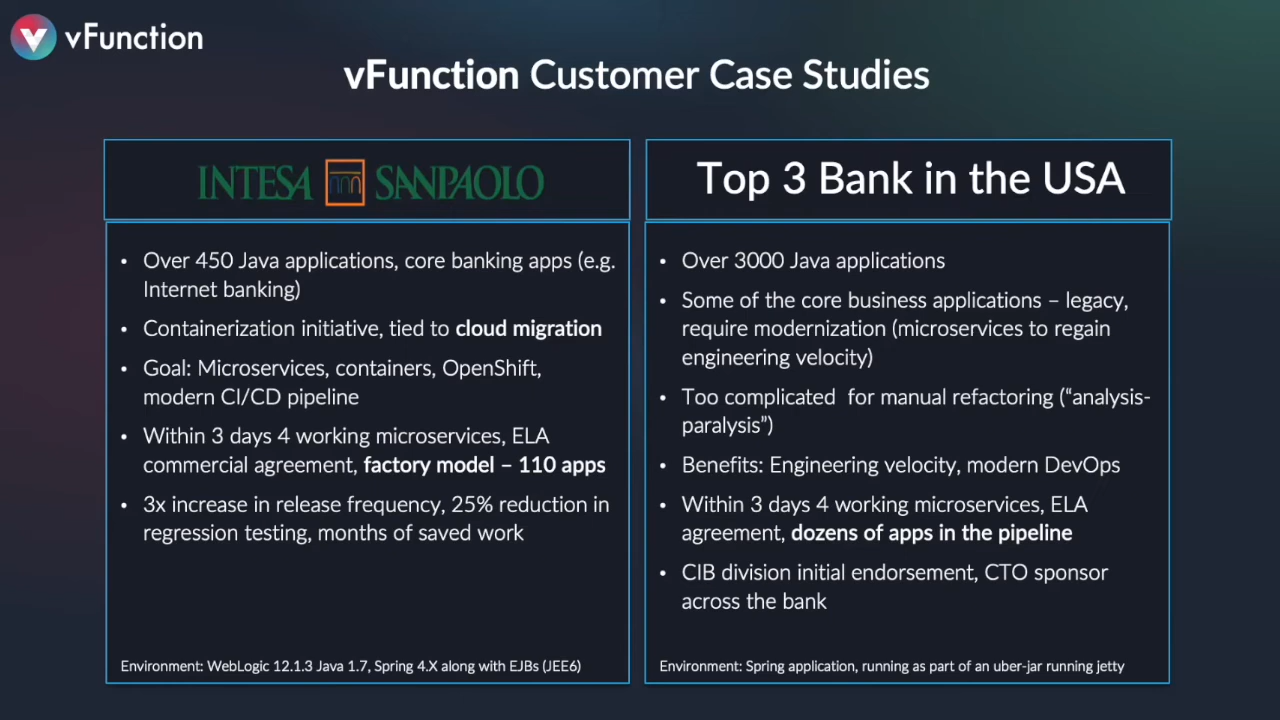 vFunction
vFunction Customer Case Studies
INTESA SANPAOLO
• Over 450 Java applications, core banking apps (e.g.
Internet banking)
• Containerization initiative, tied to cloud migration
• Goal: Microservices, containers, OpenShift,
modern CI/CD pipeline
• Within 3 days 4 working microservices, ELA
commercial agreement, factory model – 110 apps
• 3x increase in release frequency, 25% reduction in
regression testing, months of saved work
Environment: WebLogic 12.1.3 Java 1.7, Spring 4.X along with EJBs (JEE6)
Top 3 Bank in the USA
• Over 3000 Java applications
• Some of the core business applications – legacy,
require modernization (microservices to regain
engineering velocity)
• Too complicated  for manual refactoring (“analysis-
paralysis”)
• Benefits: Engineering velocity, modern DevOps
• Within 3 days 4 working microservices, ELA
agreement, dozens of apps in the pipeline
• CIB division initial endorsement, CTO sponsor
across the bank
Environment: Spring application, running as part of an uber-jar running jetty